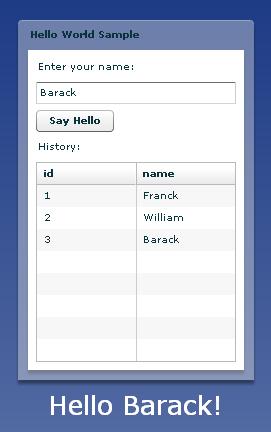 Hello World Sample
Enter your name:
Barack
Say Hello
History:
id name
1 Franck
2 William
3 Barack
Hello Barack!